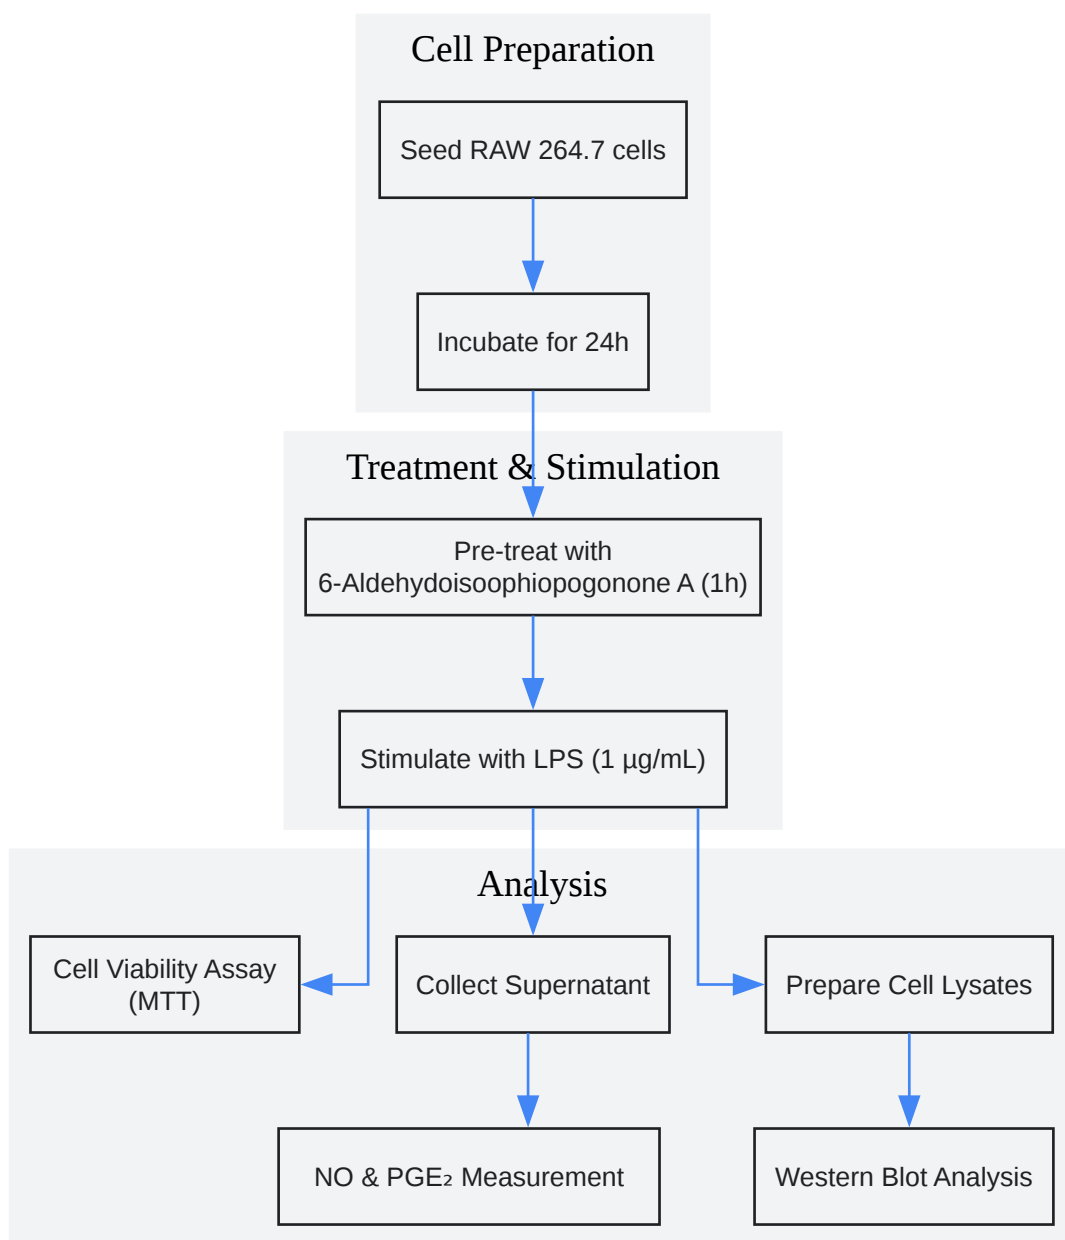 Cell Preparation
Seed RAW 264.7 cells
Incubate for 24h
Treatment & Stimulation
Pre-treat with
6-Aldehydoisoophiopogonone A (1h)
Stimulate with LPS (1 µg/mL)
Analysis
Cell Viability Assay
(MTT)
Collect Supernatant
Prepare Cell Lysates
NO & PGE₂ Measurement
Western Blot Analysis